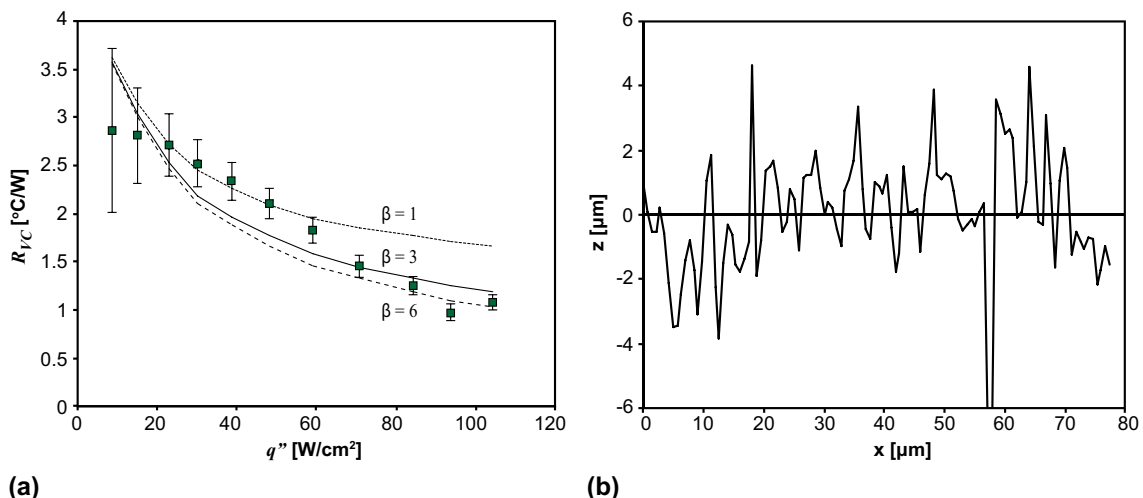 4
3.5
3
2.5
2
1.5
1
0.5
0
R_VC [°C/W]
β = 1
β = 3
β = 6
0 20 40 60 80 100 120
q” [W/cm²]
(a)
6
4
2
0
-2
-4
-6
z [µm]
0 10 20 30 40 50 60 70 80
x [µm]
(b)